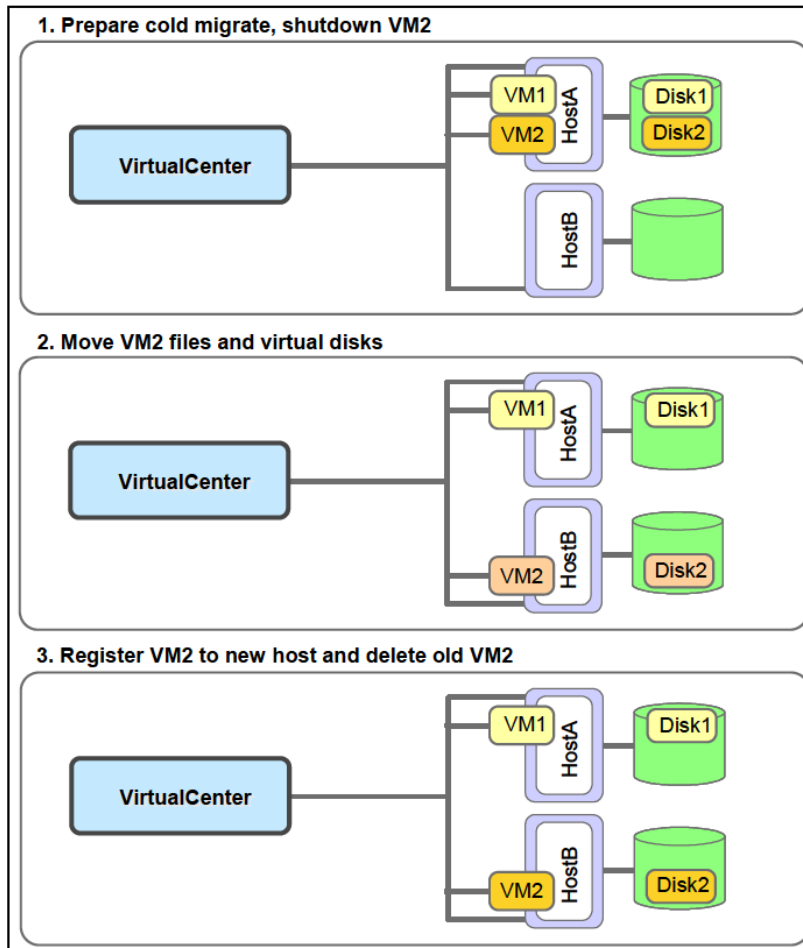 1. Prepare cold migrate, shutdown VM2
VM1
VM2
HostA
Disk1
Disk2
VirtualCenter
HostB
2. Move VM2 files and virtual disks
VM1
HostA
Disk1
VirtualCenter
VM2
HostB
Disk2
3. Register VM2 to new host and delete old VM2
VM1
HostA
Disk1
VirtualCenter
VM2
HostB
Disk2